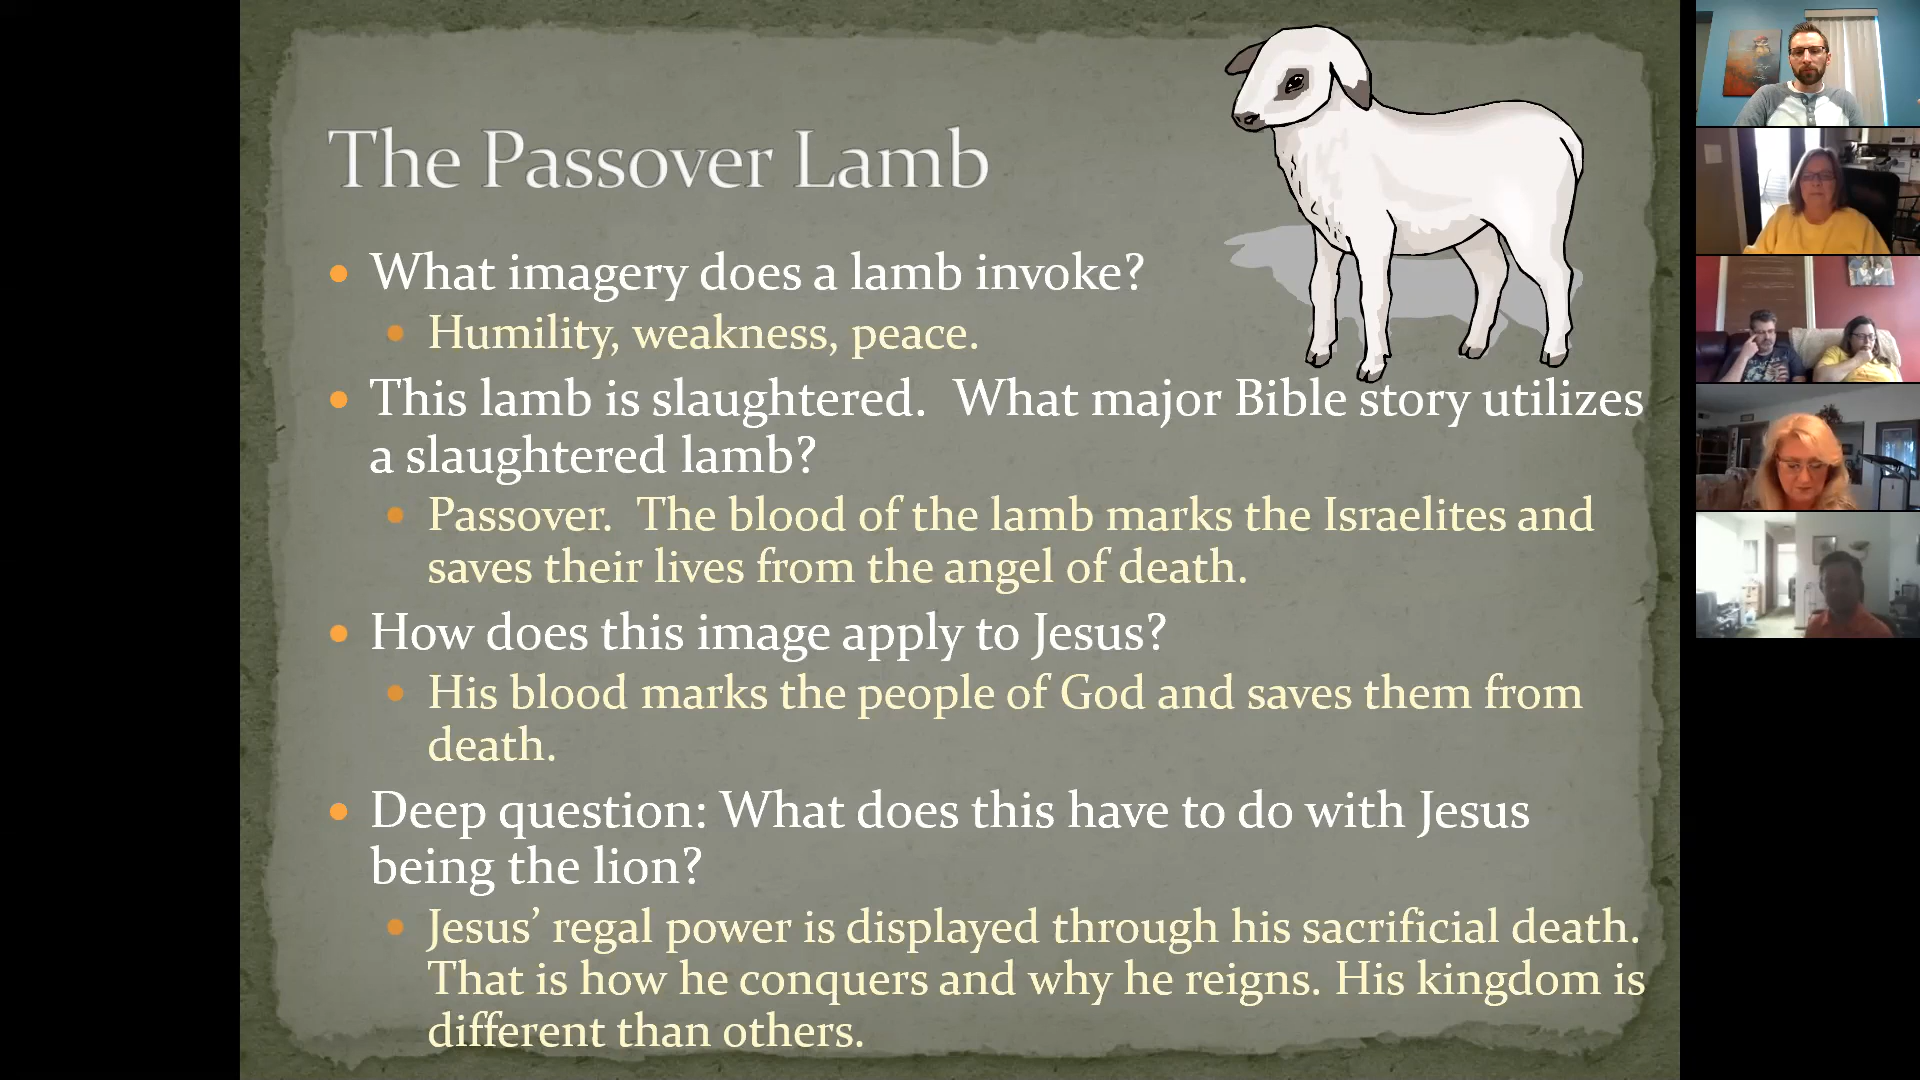 The Passover Lamb
What imagery does a lamb invoke?
Humility, weakness, peace.
This lamb is slaughtered.  What major Bible story utilizes
a slaughtered lamb?
Passover.  The blood of the lamb marks the Israelites and
saves their lives from the angel of death.
How does this image apply to Jesus?
His blood marks the people of God and saves them from
death.
Deep question: What does this have to do with Jesus
being the lion?
Jesus’ regal power is displayed through his sacrificial death.
That is how he conquers and why he reigns. His kingdom is
different than others.